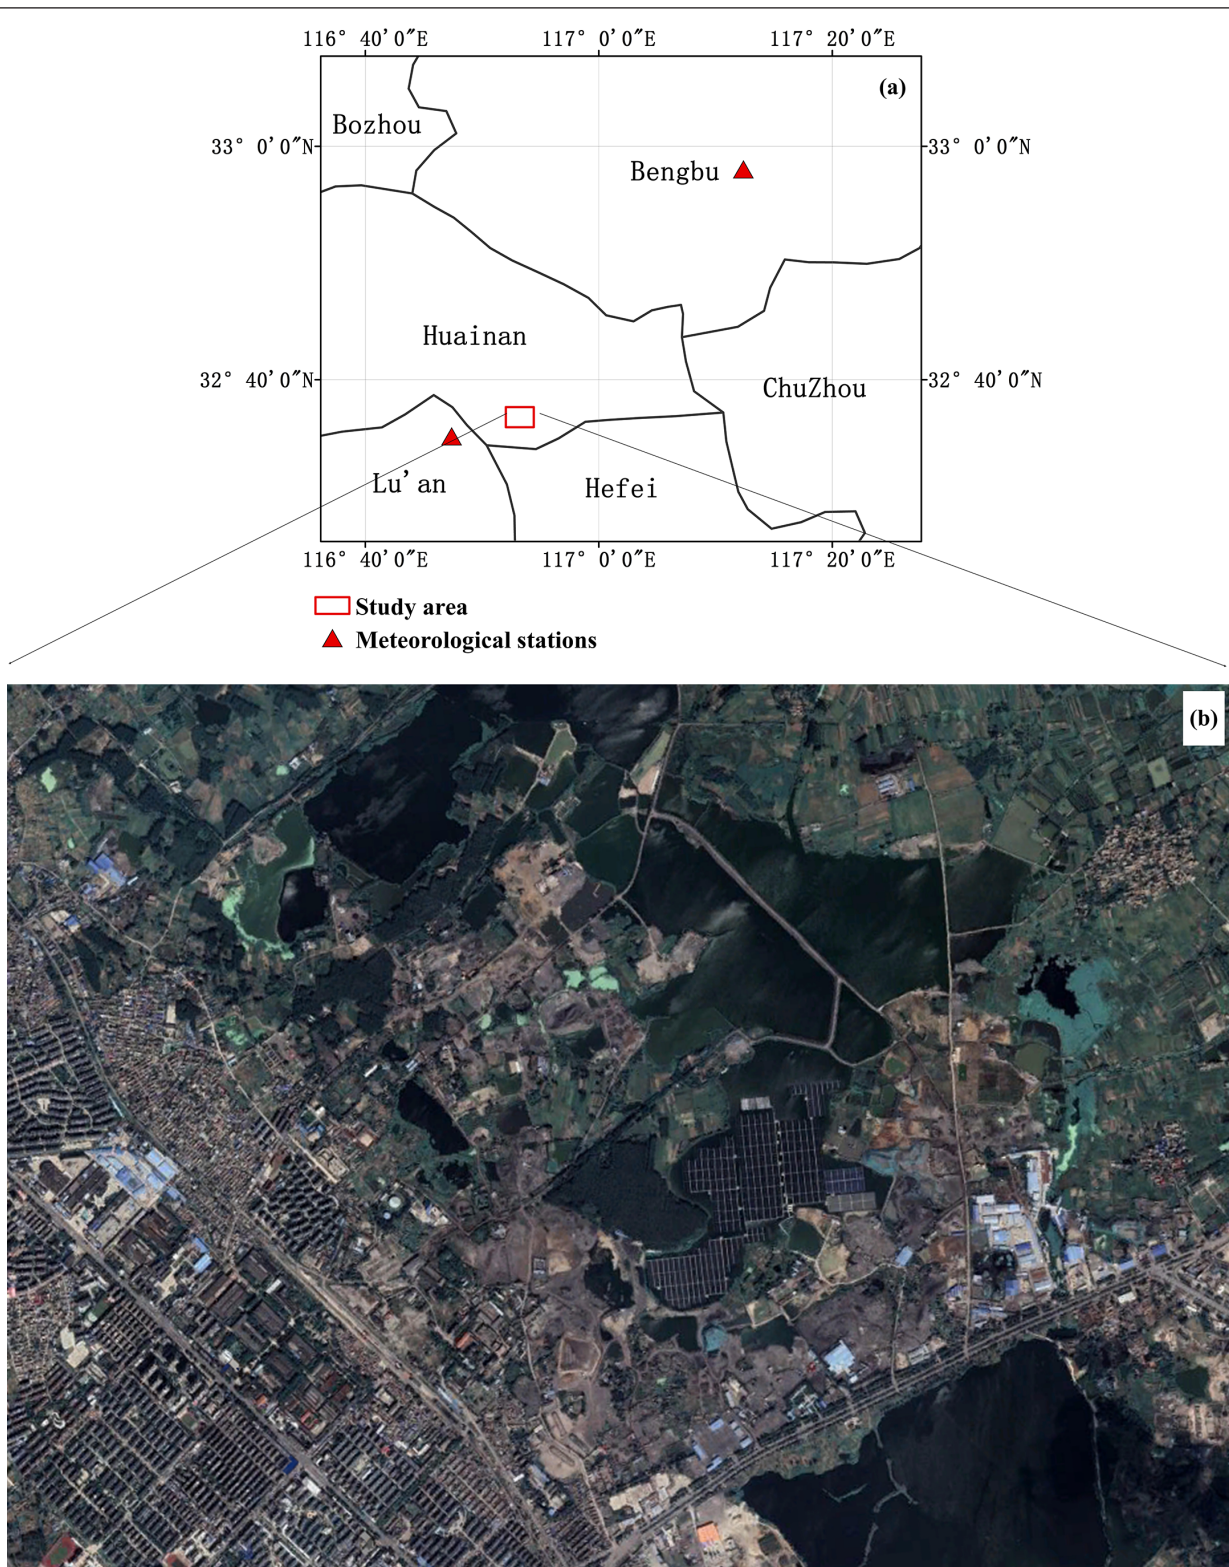 116° 40'0"E 117° 0'0"E 117° 20'0"E
(a)
Bozhou
33° 0'0"N 33° 0'0"N
Bengbu
Huainan
32° 40'0"N 32° 40'0"N
ChuZhou
Lu'an
Hefei
116° 40'0"E 117° 0'0"E 117° 20'0"E
Study area
Meteorological stations
(b)